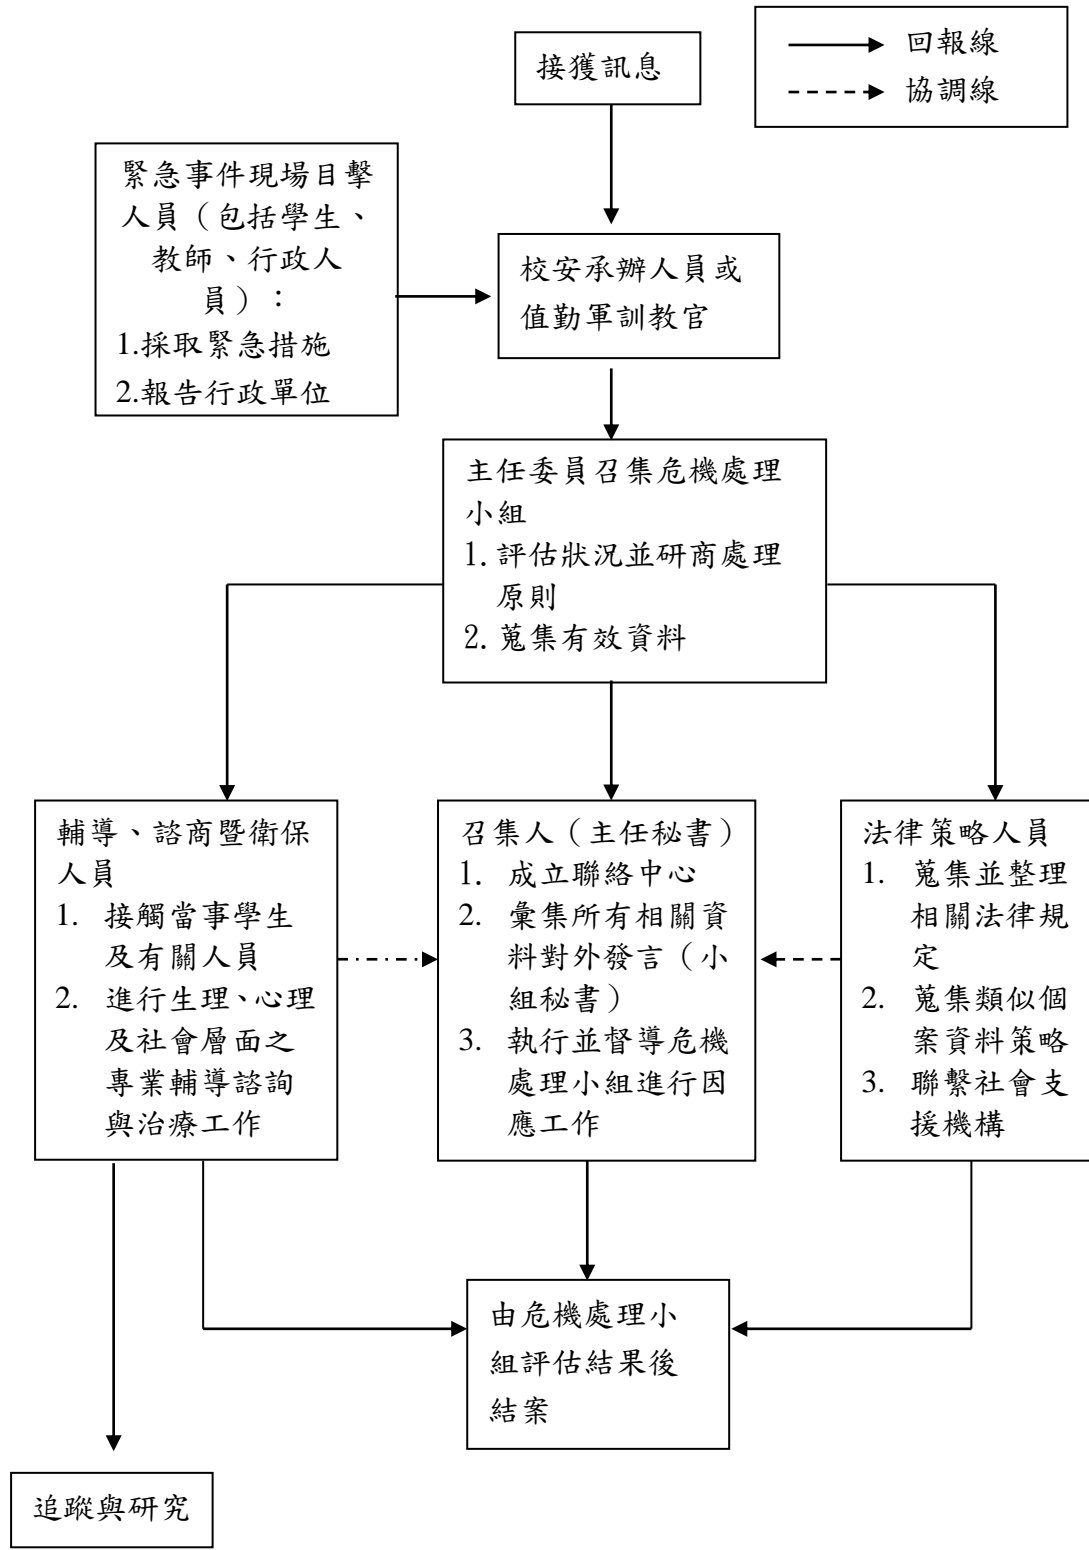 接獲訊息
回報線
協調線
緊急事件現場目擊
人員（包括學生、
教師、行政人
員）：
1.採取緊急措施
2.報告行政單位
校安承辦人員或
值勤軍訓教官
主任委員召集危機處理
小組
1. 評估狀況並研商處理
原則
2. 蒐集有效資料
輔導、諮商暨衛保
人員
1. 接觸當事學生
及有關人員
2. 進行生理、心理
及社會層面之
專業輔導諮詢
與治療工作
召集人（主任秘書）
1. 成立聯絡中心
2. 彙集所有相關資
料對外發言（小
組秘書）
3. 執行並督導危機
處理小組進行因
應工作
法律策略人員
1. 蒐集並整理
相關法律規
定
2. 蒐集類似個
案資料策略
3. 聯繫社會支
援機構
由危機處理小
組評估結果後
結案
追蹤與研究